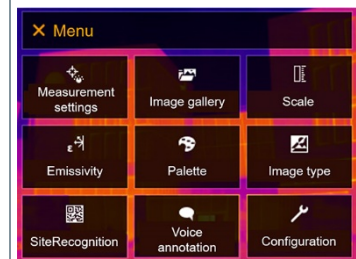 Menu
Measurement
settings
Image gallery
Scale
ε
Emissivity
Palette
Image type
SiteRecognition
Voice
annotation
Configuration